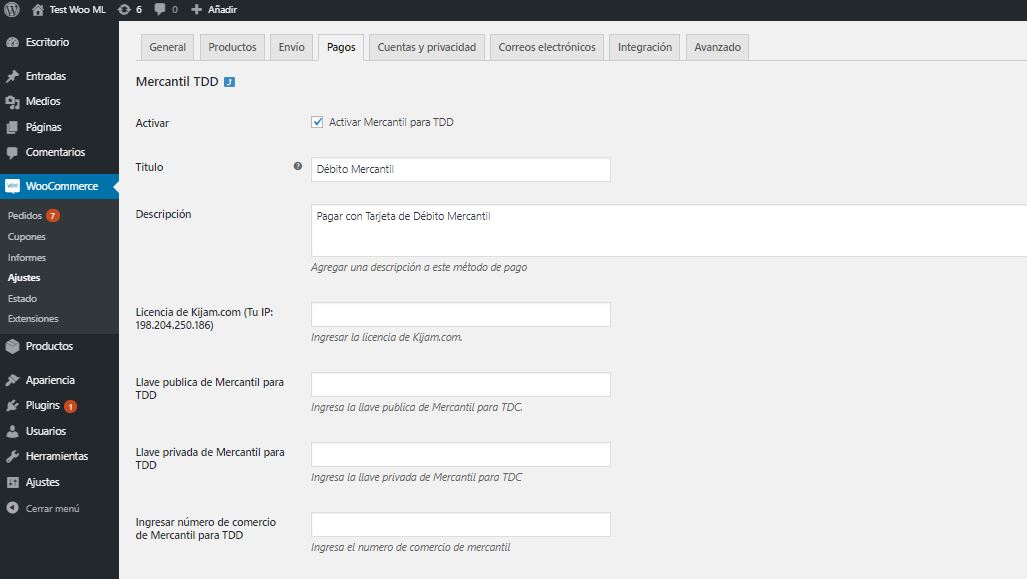 Test Woo ML 6 0 Añadir
Escritorio
Entradas
Medios
Páginas
Comentarios
WooCommerce
Pedidos 7
Cupones
Informes
Ajustes
Estado
Extensiones
Productos
Apariencia
Plugins 1
Usuarios
Herramientas
Ajustes
Cerrar menú
General Productos Envío Pagos Cuentas y privacidad Correos electrónicos Integración Avanzado
Mercantil TDD
Activar
Activar Mercantil para TDD
Título
Débito Mercantil
Descripción
Pagar con Tarjeta de Débito Mercantil
Agregar una descripción a este método de pago
Licencia de Kijam.com (Tu IP:
198.204.250.186)
Ingresar la licencia de Kijam.com.
Llave publica de Mercantil para
TDD
Ingresa la llave publica de Mercantil para TDC.
Llave privada de Mercantil para
TDD
Ingresa la llave privada de Mercantil para TDC
Ingresar número de comercio
de Mercantil para TDD
Ingresa el numero de comercio de mercantil